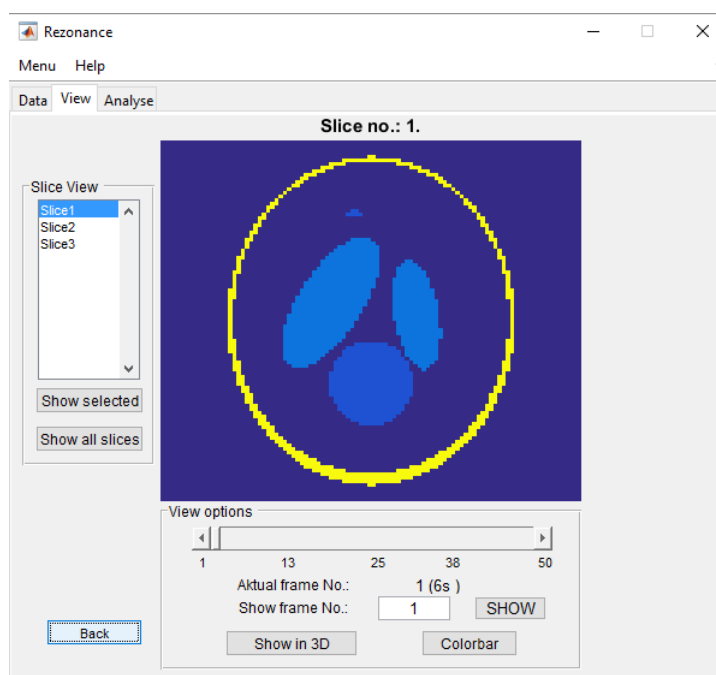 Rezonance
Menu Help
Data View Analyse
Slice no.: 1.
Slice View
Slice1
Slice2
Slice3
Show selected
Show all slices
View options
1 13 25 38 50
Aktual frame No.: 1 (6s )
Show frame No.: 1 SHOW
Back
Show in 3D Colorbar